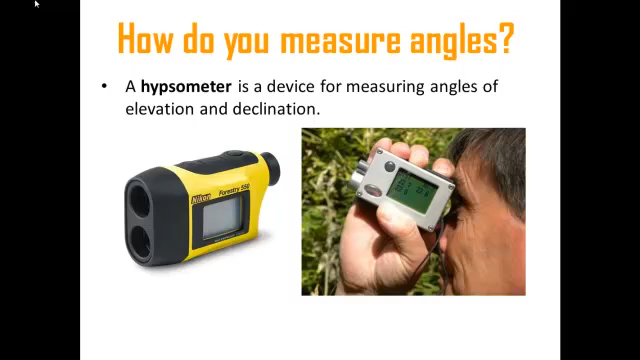 How do you measure angles?
• A hypsometer is a device for measuring angles of
elevation and declination.
Nikon
Forestry 550